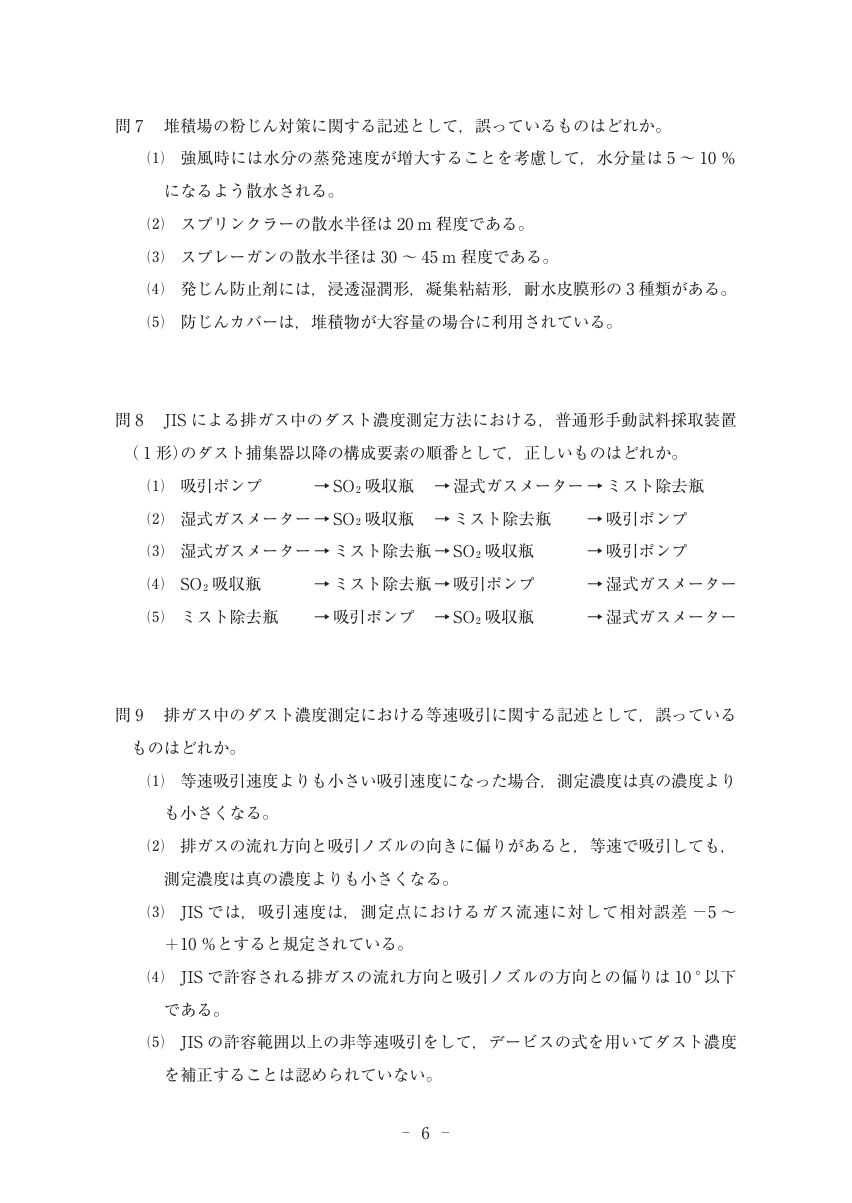 問7 堆積場の粉じん対策に関する記述として，誤っているものはどれか。
⑴ 強風時には水分の蒸発速度が増大することを考慮して，水分量は 5 ～ 10 %
になるよう散水される。
⑵ スプリンクラーの散水半径は 20 m 程度である。
⑶ スプレーガンの散水半径は 30 ～ 45 m 程度である。
⑷ 発じん防止剤には，浸透湿潤形，凝集粘結形，耐水皮膜形の 3 種類がある。
⑸ 防じんカバーは，堆積物が大容量の場合に利用されている。
問8 JIS による排ガス中のダスト濃度測定方法における，普通形手動試料採取装置
（1 形）のダスト捕集器以降の構成要素の順番として，正しいものはどれか。
⑴ 吸引ポンプ →SO₂ 吸収瓶 →湿式ガスメーター→ミスト除去瓶
⑵ 湿式ガスメーター→SO₂ 吸収瓶 →ミスト除去瓶 →吸引ポンプ
⑶ 湿式ガスメーター→ミスト除去瓶→SO₂ 吸収瓶 →吸引ポンプ
⑷ SO₂ 吸収瓶 →ミスト除去瓶→吸引ポンプ →湿式ガスメーター
⑸ ミスト除去瓶 →吸引ポンプ →SO₂ 吸収瓶 →湿式ガスメーター
問9 排ガス中のダスト濃度測定における等速吸引に関する記述として，誤っている
ものはどれか。
⑴ 等速吸引速度よりも小さい吸引速度になった場合，測定濃度は真の濃度より
も小さくなる。
⑵ 排ガスの流れ方向と吸引ノズルの向きに偏りがあると，等速で吸引しても，
測定濃度は真の濃度よりも小さくなる。
⑶ JIS では，吸引速度は，測定点におけるガス流速に対して相対誤差 －5 ～
＋10 %とすると規定されている。
⑷ JIS で許容される排ガスの流れ方向と吸引ノズルの方向との偏りは 10 °以下
である。
⑸ JIS の許容範囲以上の非等速吸引をして，デービスの式を用いてダスト濃度
を補正することは認められていない。
- 6 -